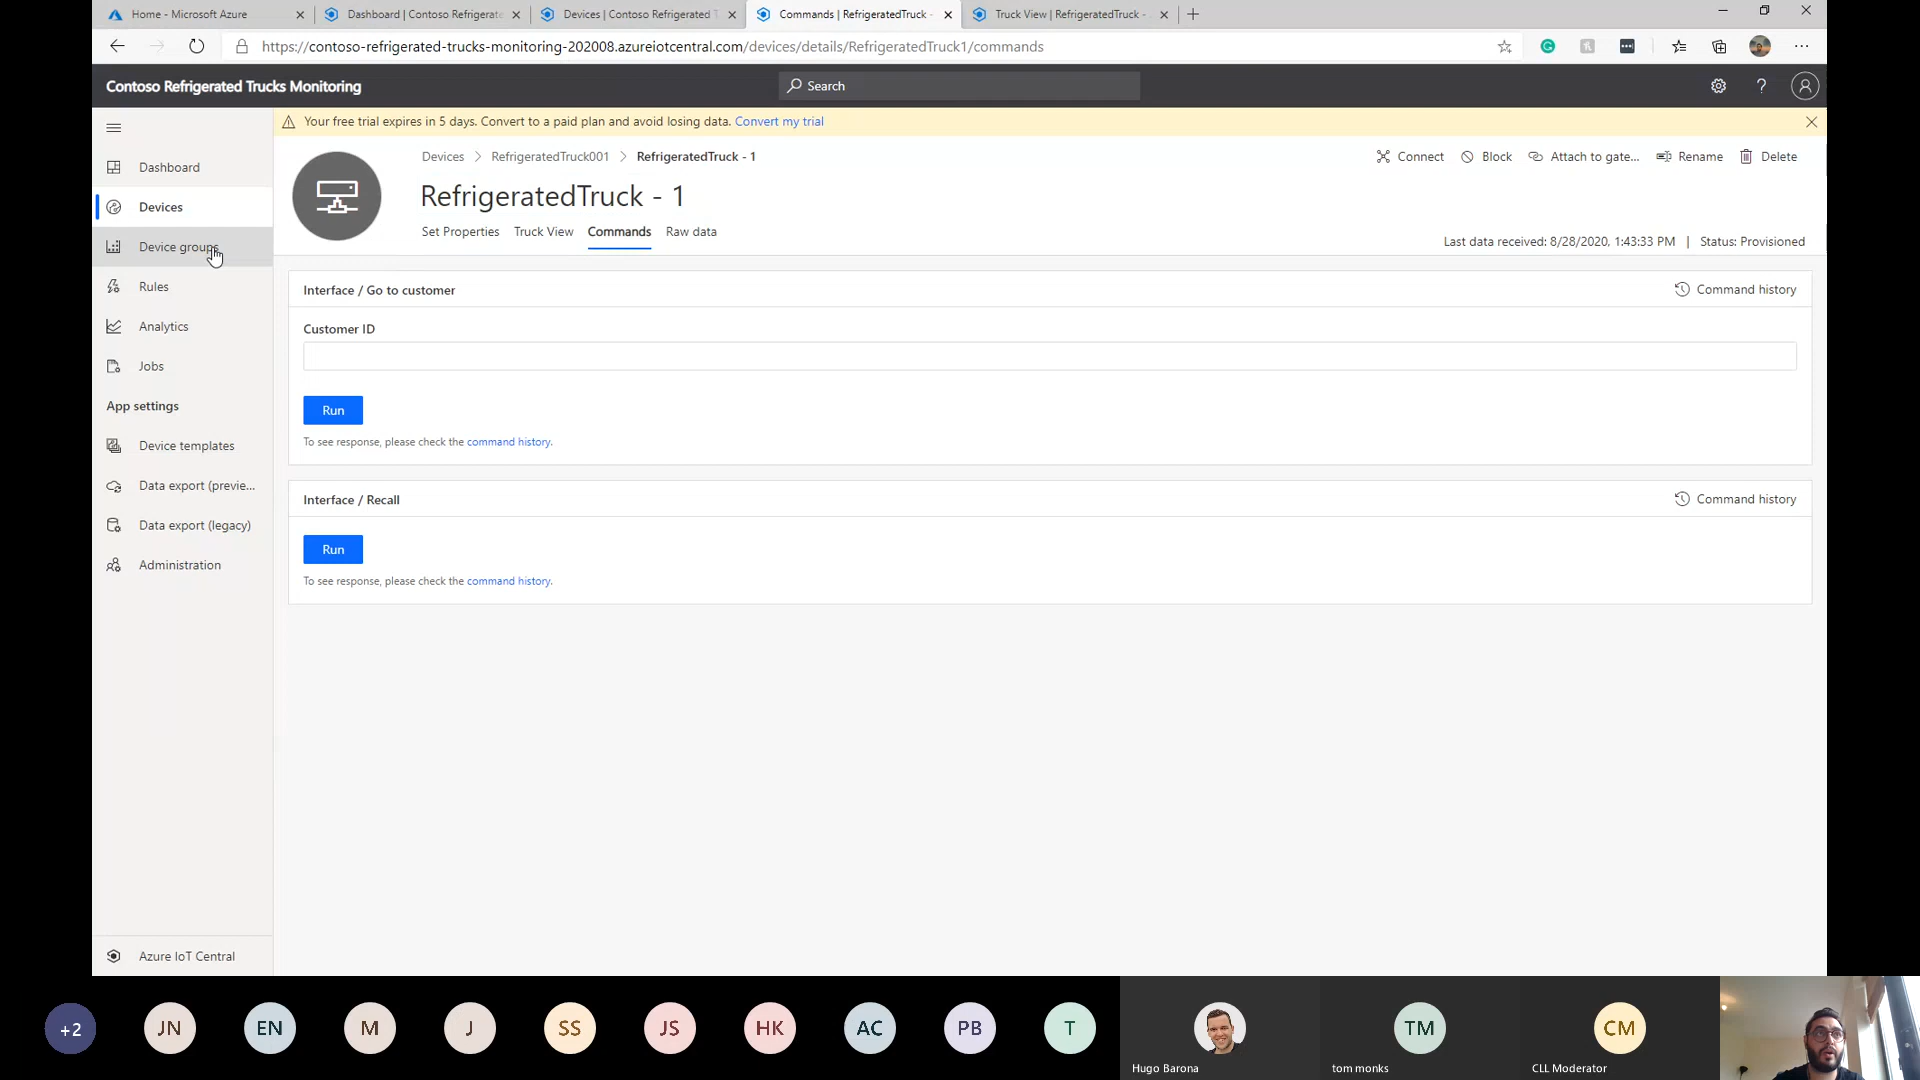 Home - Microsoft Azure
Dashboard | Contoso Refrigerate
Devices | Contoso Refrigerated T
Commands | RefrigeratedTruck -
Truck View | RefrigeratedTruck -
https://contoso-refrigerated-trucks-monitoring-202008.azureiotcentral.com/devices/details/RefrigeratedTruck1/commands
Contoso Refrigerated Trucks Monitoring
Search
?
Your free trial expires in 5 days. Convert to a paid plan and avoid losing data. Convert my trial
Dashboard
Devices
Device groups
Rules
Analytics
Jobs
App settings
Device templates
Data export (previe...
Data export (legacy)
Administration
Azure IoT Central
Devices > RefrigeratedTruck001 > RefrigeratedTruck - 1
Connect
Block
Attach to gate...
Rename
Delete
RefrigeratedTruck - 1
Set Properties
Truck View
Commands
Raw data
Last data received: 8/28/2020, 1:43:33 PM | Status: Provisioned
Interface / Go to customer
Command history
Customer ID
Run
To see response, please check the command history.
Interface / Recall
Command history
Run
To see response, please check the command history.
+2
JN
EN
M
J
SS
JS
HK
AC
PB
T
Hugo Barona
TM
tom monks
CM
CLL Moderator